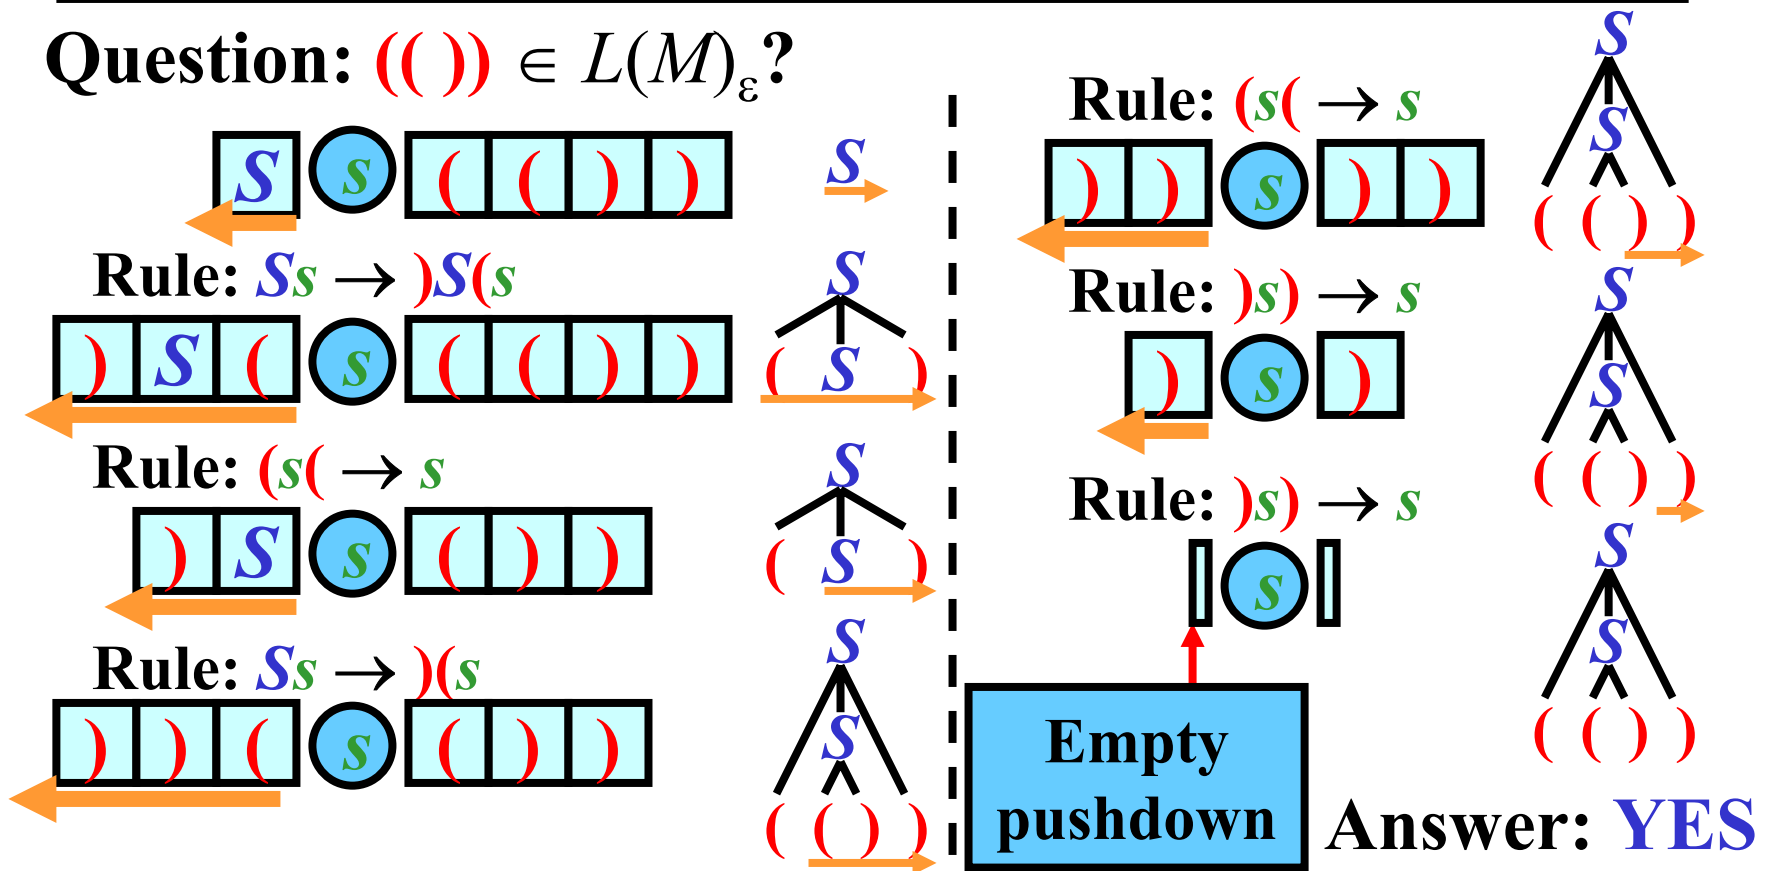 Question: (( )) ∈ L(M)ε?
S s ( ( ) ) S
Rule: Ss → )S(s
S
) S ( s ( ( ) ) ( S )
Rule: (s( → s
S
) S s ( ) ) ( S )
Rule: Ss → )(s
S
) ) ( s ( ) ) S
( ( ) )
Rule: (s( → s
S
S
) ) s ) )
( ( ) )
Rule: )s) → s
S
) s ) S
( ( ) )
Rule: )s) → s
S
s S
( ( ) )
Empty
pushdown
Answer: YES